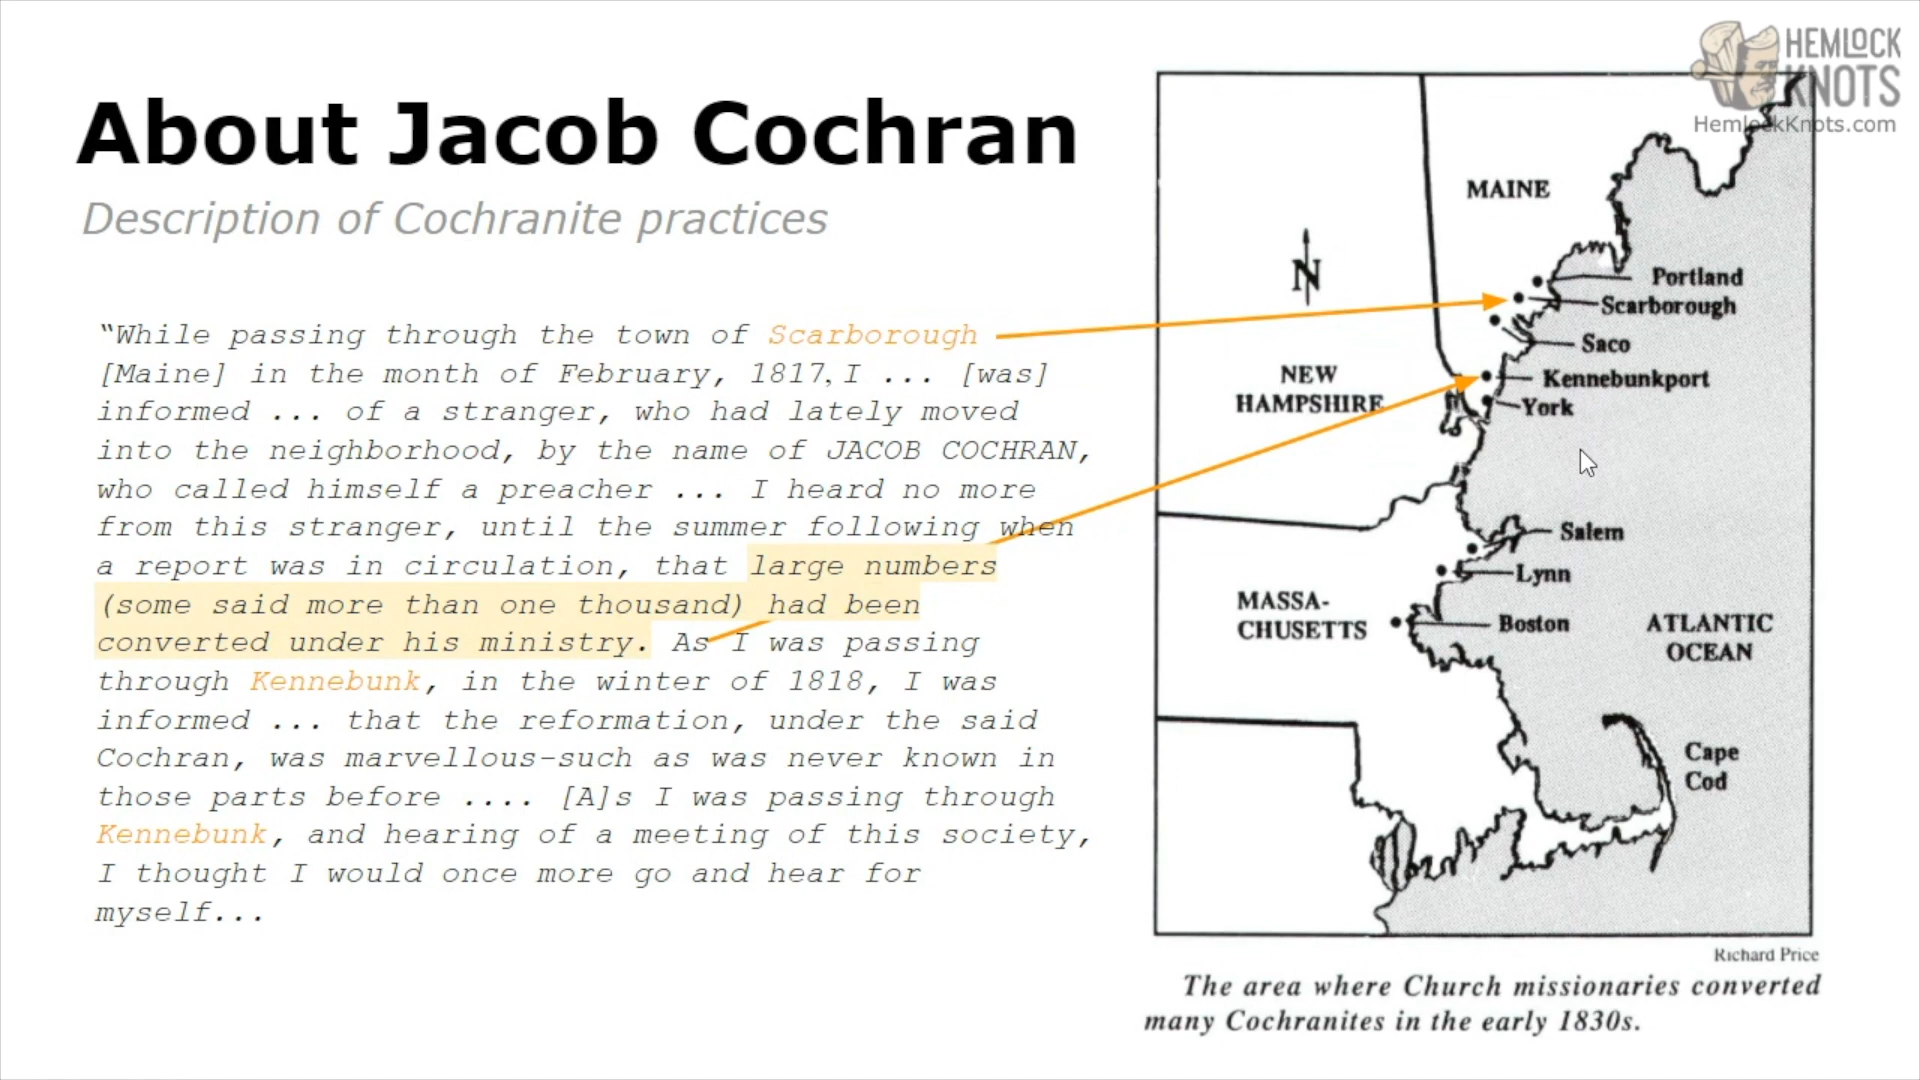 HEMLOCK
KNOTS
HemlockKnots.com
About Jacob Cochran
Description of Cochranite practices
“While passing through the town of Scarborough
[Maine] in the month of February, 1817, I ... [was]
informed ... of a stranger, who had lately moved
into the neighborhood, by the name of JACOB COCHRAN,
who called himself a preacher ... I heard no more
from this stranger, until the summer following when
a report was in circulation, that large numbers
(some said more than one thousand) had been
converted under his ministry. As I was passing
through Kennebunk, in the winter of 1818, I was
informed ... that the reformation, under the said
Cochran, was marvellous-such as was never known in
those parts before .... [A]s I was passing through
Kennebunk, and hearing of a meeting of this society,
I thought I would once more go and hear for
myself...
MAINE
N
Portland
Scarborough
Saco
NEW
HAMPSHIRE
Kennebunkport
York
Salem
Lynn
MASSA-
CHUSETTS
Boston
ATLANTIC
OCEAN
Cape
Cod
Richard Price
The area where Church missionaries converted
many Cochranites in the early 1830s.